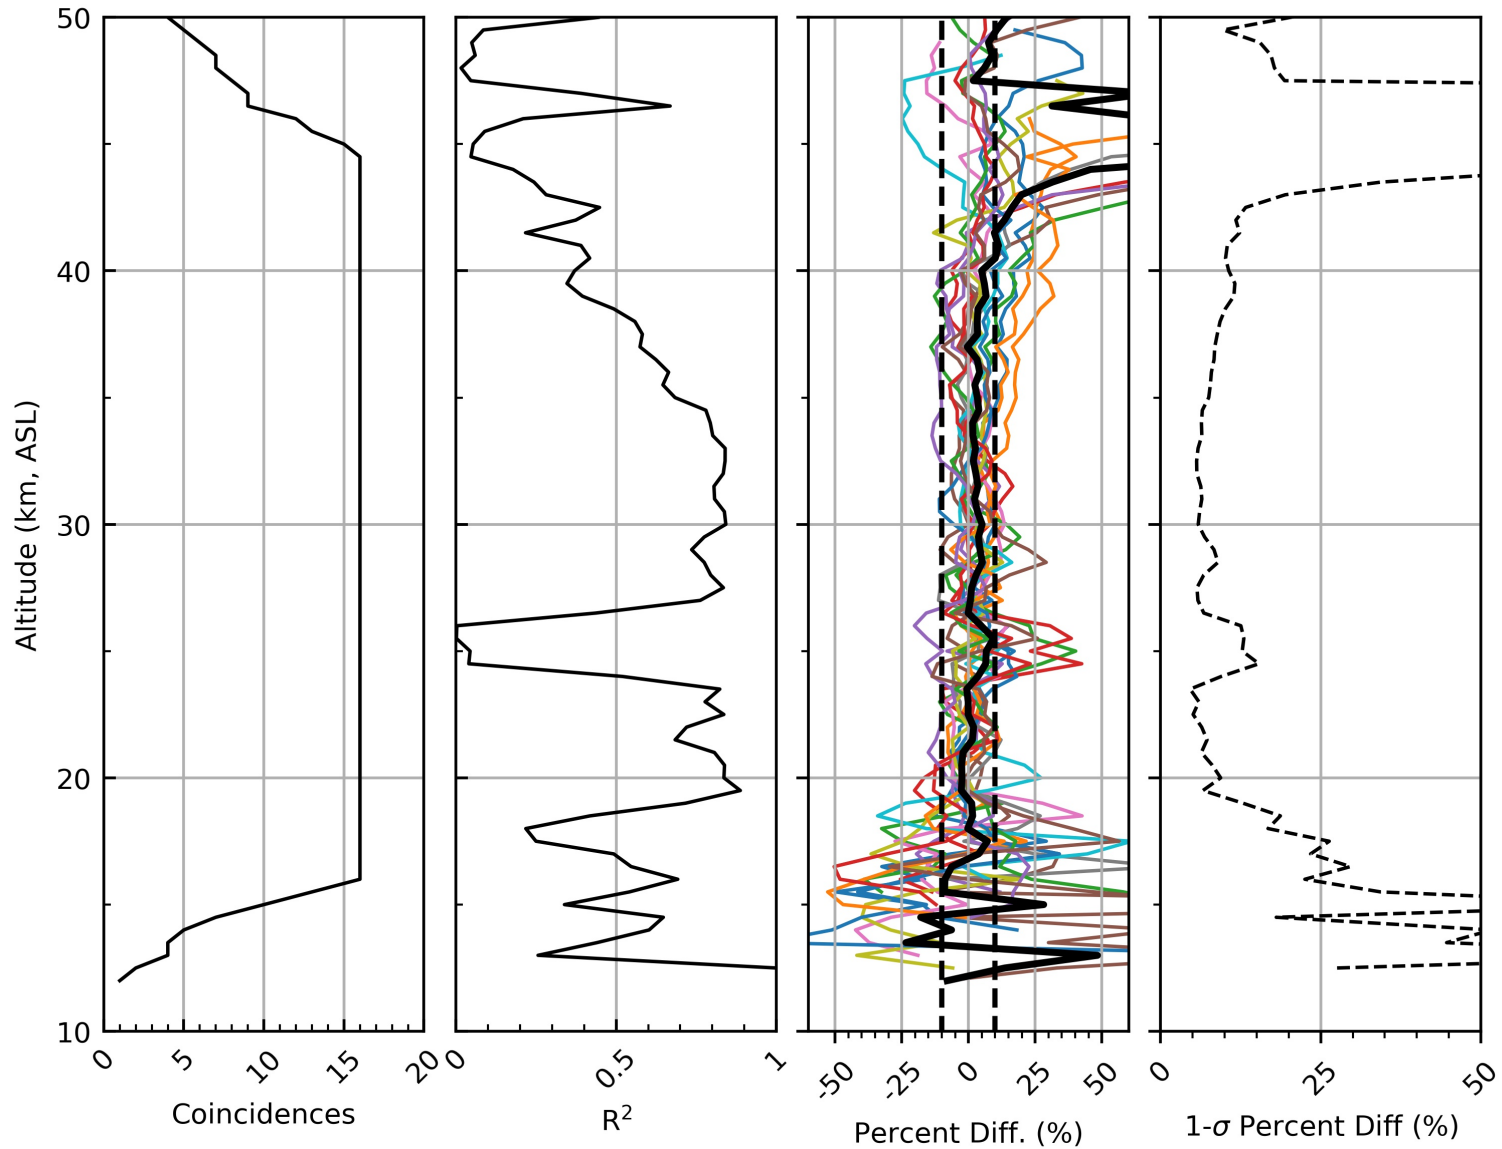 50
40
30
20
10
Altitude (km, ASL)
0 5 10 15 20
Coincidences
0 0.5 1
R²
-50 -25 0 25 50
Percent Diff. (%)
0 25 50
1-σ Percent Diff (%)